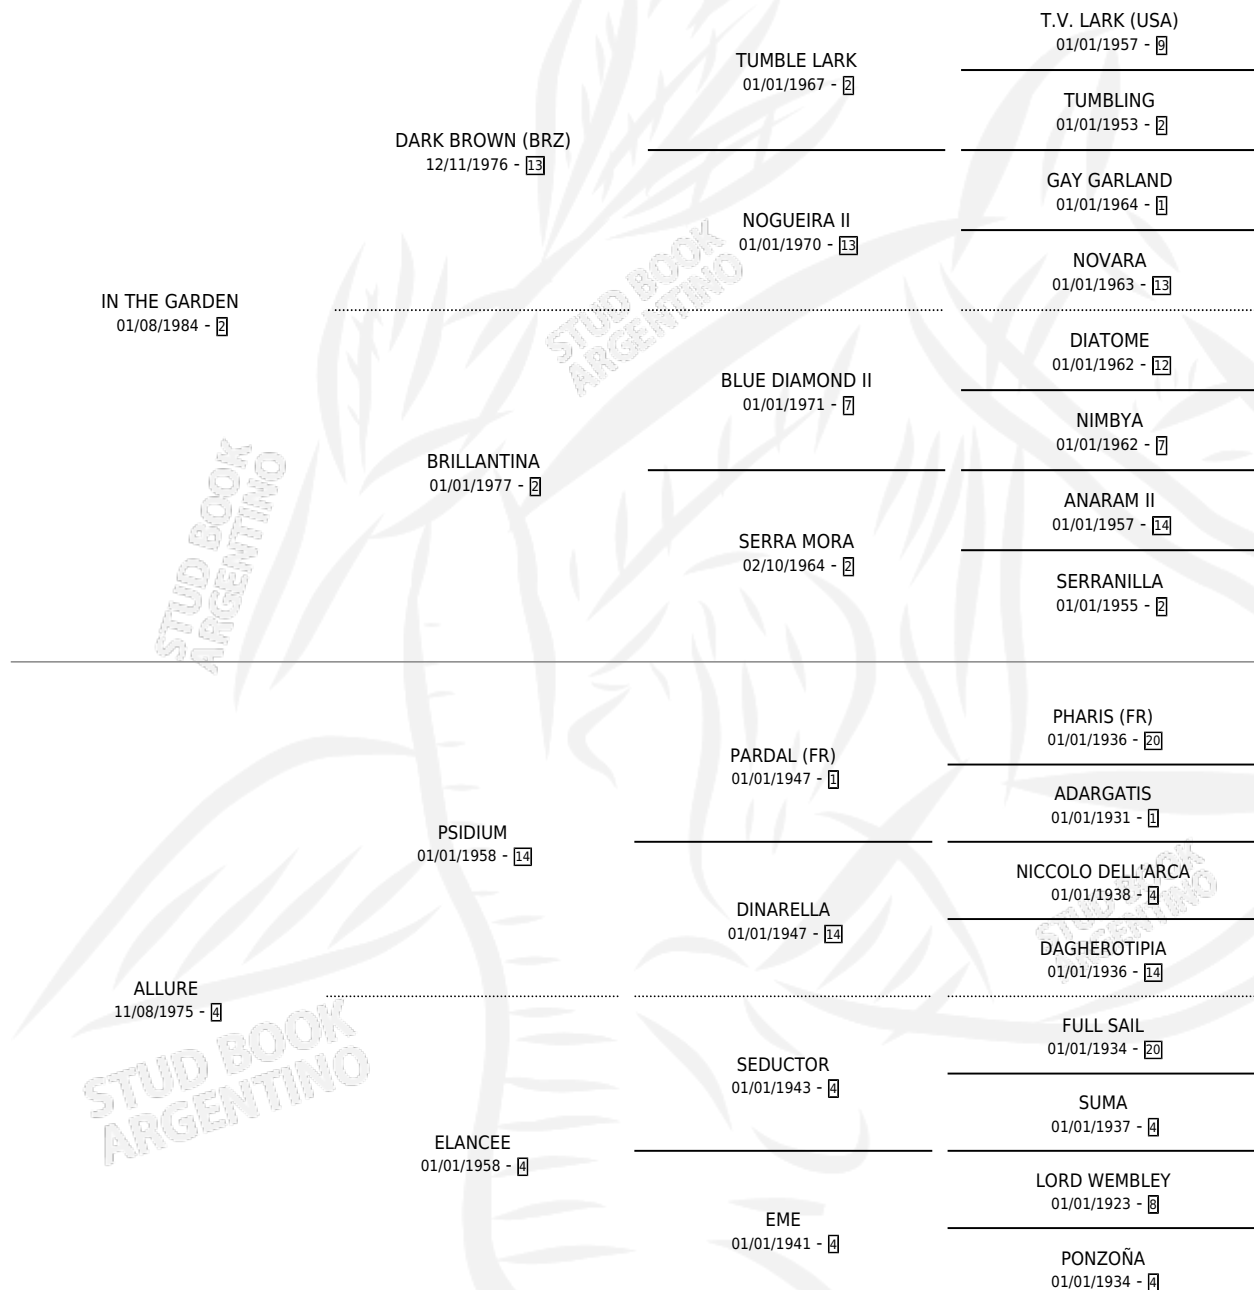 T.V. LARK (USA)
01/01/1957 - 9
TUMBLE LARK
01/01/1967 - 2
TUMBLING
01/01/1953 - 2
DARK BROWN (BRZ)
12/11/1976 - 13
GAY GARLAND
01/01/1964 - 1
NOGUEIRA II
01/01/1970 - 13
NOVARA
01/01/1963 - 13
IN THE GARDEN
01/08/1984 - 2
DIATOME
01/01/1962 - 12
BLUE DIAMOND II
01/01/1971 - 7
NIMBYA
01/01/1962 - 7
BRILLANTINA
01/01/1977 - 2
ANARAM II
01/01/1957 - 14
SERRA MORA
02/10/1964 - 2
SERRANILLA
01/01/1955 - 2
STUD BOOK
ARGENTINO
STUD BOOK
ARGENTINO
PHARIS (FR)
01/01/1936 - 20
PARDAL (FR)
01/01/1947 - 1
ADARGATIS
01/01/1931 - 1
PSIDIUM
01/01/1958 - 14
NICCOLO DELL'ARCA
01/01/1938 - 4
DINARELLA
01/01/1947 - 14
DAGHEROTIPIA
01/01/1936 - 14
ALLURE
11/08/1975 - 4
FULL SAIL
01/01/1934 - 20
SEDUCTOR
01/01/1943 - 4
SUMA
01/01/1937 - 4
ELANCEE
01/01/1958 - 4
LORD WEMBLEY
01/01/1923 - 8
EME
01/01/1941 - 4
PONZOÑA
01/01/1934 - 4
STUD BOOK
ARGENTINO
STUD BOOK
ARGENTINO